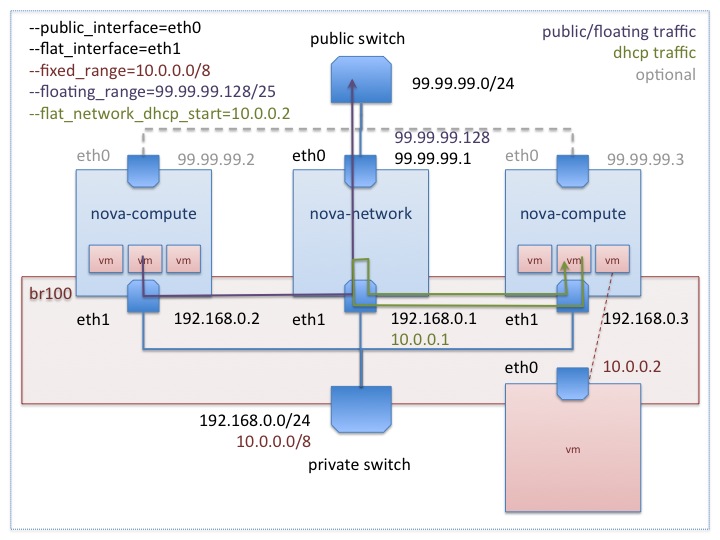 --public_interface=eth0
--flat_interface=eth1
--fixed_range=10.0.0.0/8
--floating_range=99.99.99.128/25
--flat_network_dhcp_start=10.0.0.2
public switch
99.99.99.0/24
public/floating traffic
dhcp traffic
optional
eth0
99.99.99.2
eth0
99.99.99.128
99.99.99.1
eth0
99.99.99.3
nova-compute
nova-network
nova-compute
vm
vm
vm
vm
vm
vm
br100
eth1
192.168.0.2
eth1
192.168.0.1
10.0.0.1
eth1
192.168.0.3
eth0
10.0.0.2
192.168.0.0/24
10.0.0.0/8
private switch
vm